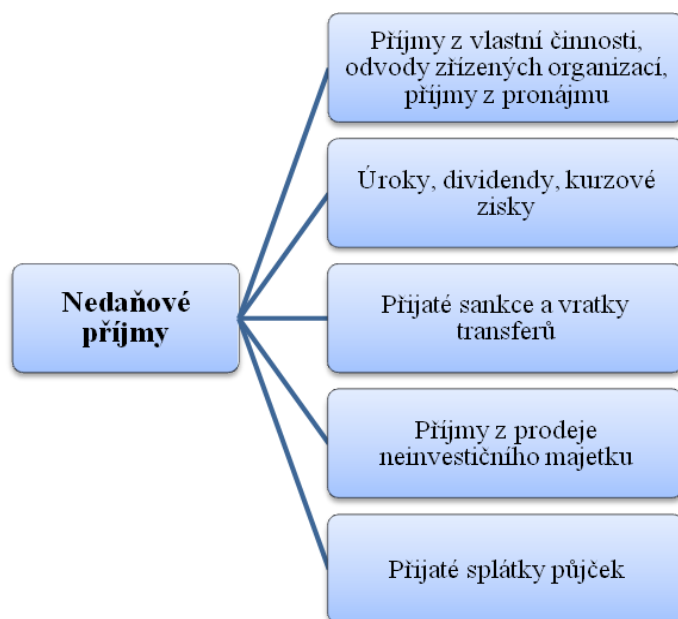 Příjmy z vlastní činnosti,
odvody zřízených organizací,
příjmy z pronájmu
Úroky, dividendy, kurzové
zisky
Nedaňové
příjmy
Přijaté sankce a vratky
transferů
Příjmy z prodeje
neinvestičního majetku
Přijaté splátky půjček